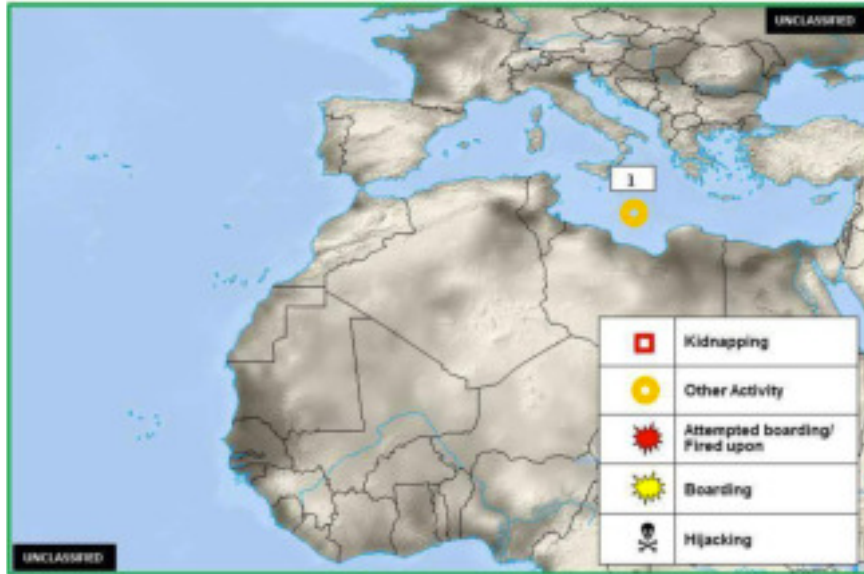 UNCLASSIFIED
1
Kidnapping
Other Activity
Attempted boarding/
Fired upon
Boarding
Hijacking
UNCLASSIFIED